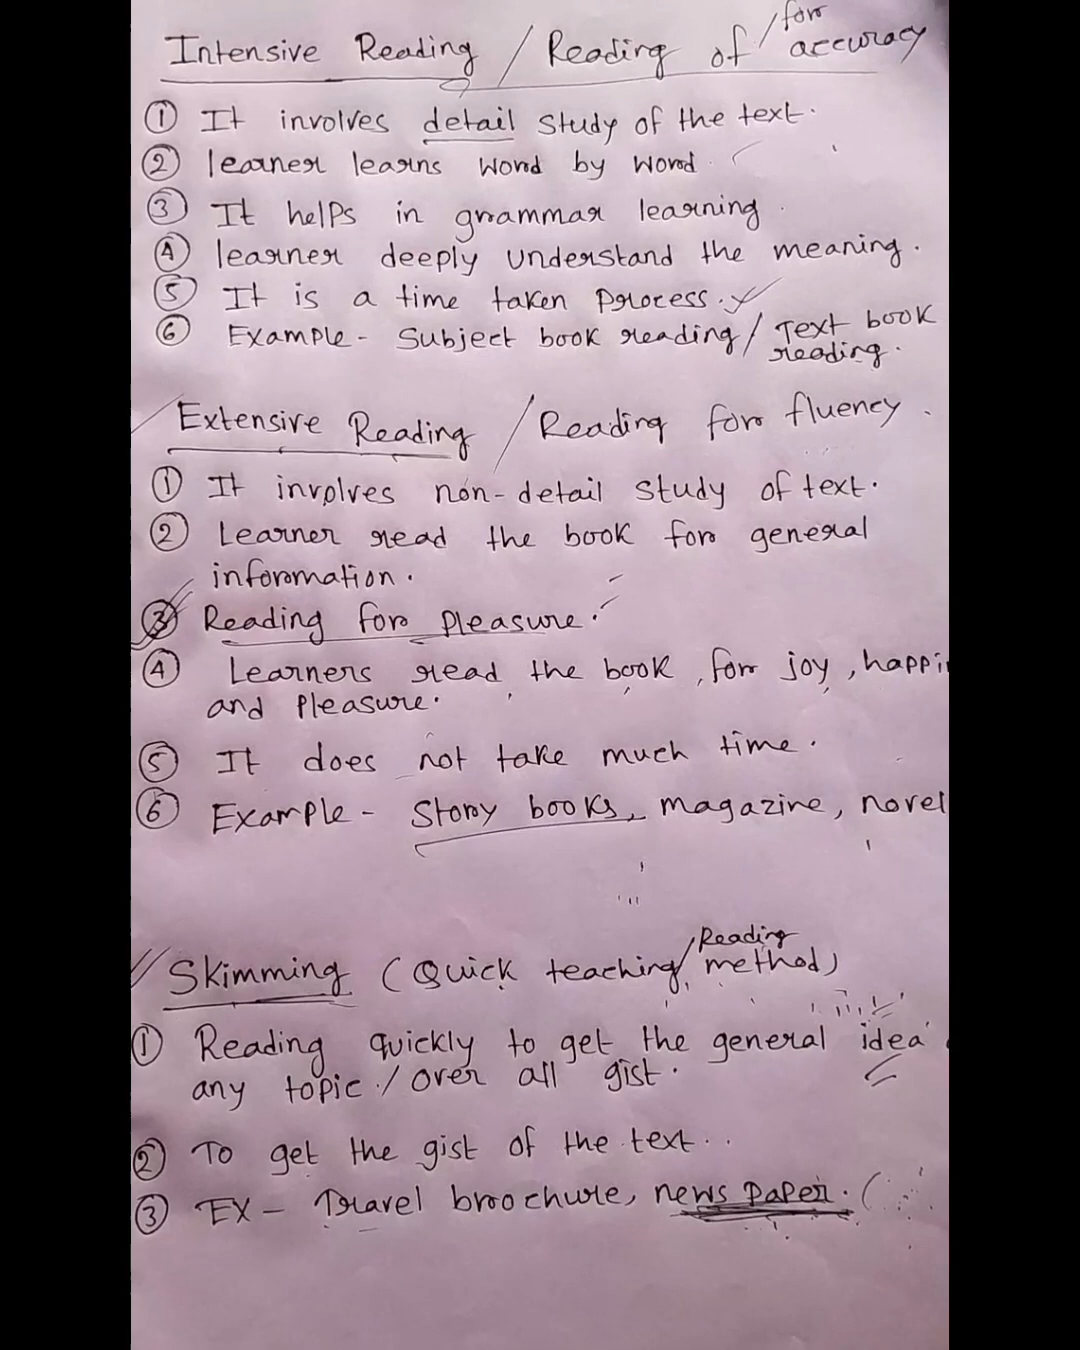 Intensive Reading / Reading of / for accuracy
① It involves detail study of the text.
② learner learns word by word.
③ It helps in grammar learning.
④ learner deeply understand the meaning.
⑤ It is a time taken process.
⑥ Example - Subject book reading / Text book
reading.
Extensive Reading / Reading for fluency.
① It involves non-detail study of text.
② Learner read the book for general
information.
③ Reading for pleasure.
④ Learners read the book, for joy,
and pleasure.
⑤ It does not take much time.
⑥ Example - Story books, magazine, novel
Skimming (Quick teaching / Reading method)
① Reading quickly to get the general idea
any topic / over all gist.
② To get the gist of the text..
③ EX - Travel broochure, news paper.